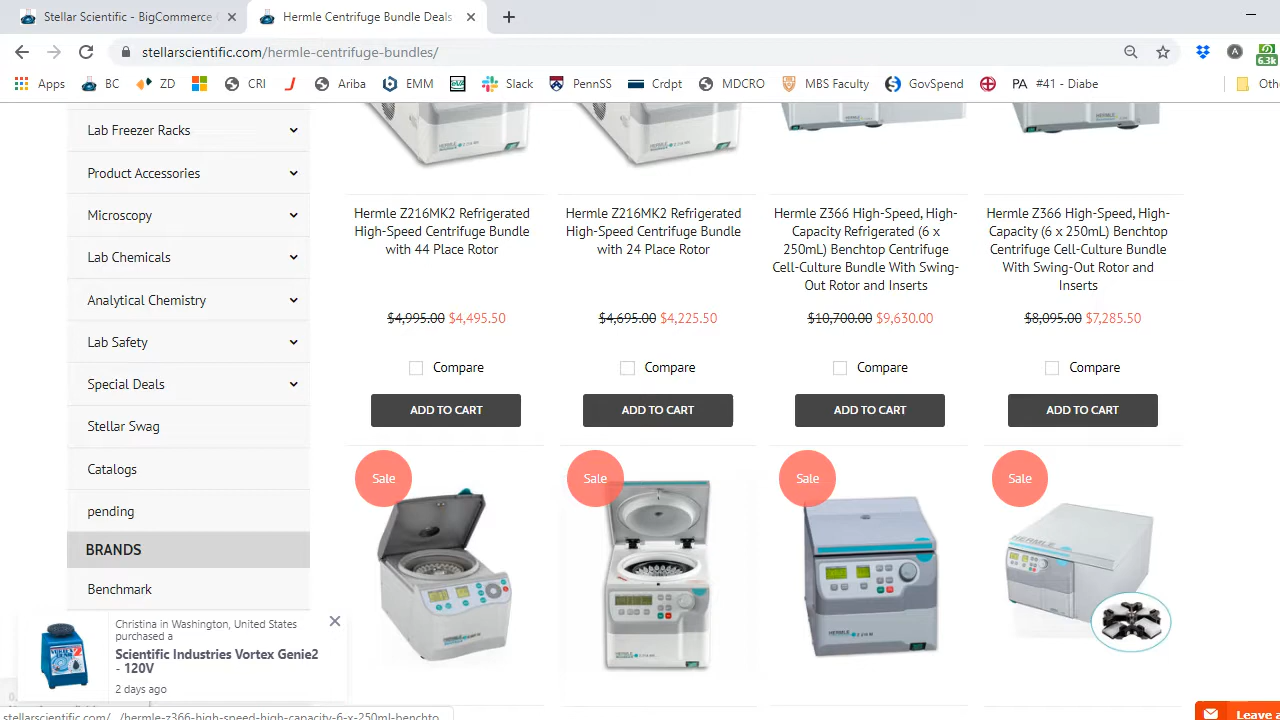 Stellar Scientific - BigCommerce
Hermle Centrifuge Bundle Deals
stellarscientific.com/hermle-centrifuge-bundles/
6.3k
Apps
BC
ZD
CRI
Ariba
EMM
Slack
PennSS
Crdpt
MDCRO
MBS Faculty
GovSpend
PA #41 - Diabe
Lab Freezer Racks
Product Accessories
Microscopy
Lab Chemicals
Analytical Chemistry
Lab Safety
Special Deals
Stellar Swag
Catalogs
pending
BRANDS
Benchmark
Hermle Z216MK2 Refrigerated
High-Speed Centrifuge Bundle
with 44 Place Rotor
$4,995.00 $4,495.50
Compare
ADD TO CART
Hermle Z216MK2 Refrigerated
High-Speed Centrifuge Bundle
with 24 Place Rotor
$4,695.00 $4,225.50
Compare
ADD TO CART
Hermle Z366 High-Speed, High-
Capacity Refrigerated (6 x
250mL) Benchtop Centrifuge
Cell-Culture Bundle With Swing-
Out Rotor and Inserts
$10,700.00 $9,630.00
Compare
ADD TO CART
Hermle Z366 High-Speed, High-
Capacity (6 x 250mL) Benchtop
Centrifuge Cell-Culture Bundle
With Swing-Out Rotor and
Inserts
$8,095.00 $7,285.50
Compare
ADD TO CART
Sale
Sale
Sale
Sale
HERMLE
Christina in Washington, United States
purchased a
Scientific Industries Vortex Genie2
- 120V
2 days ago
stellarscientific.com/.../hermle-z366-high-speed-high-capacity-6-x-250ml-benchto...
Leave a